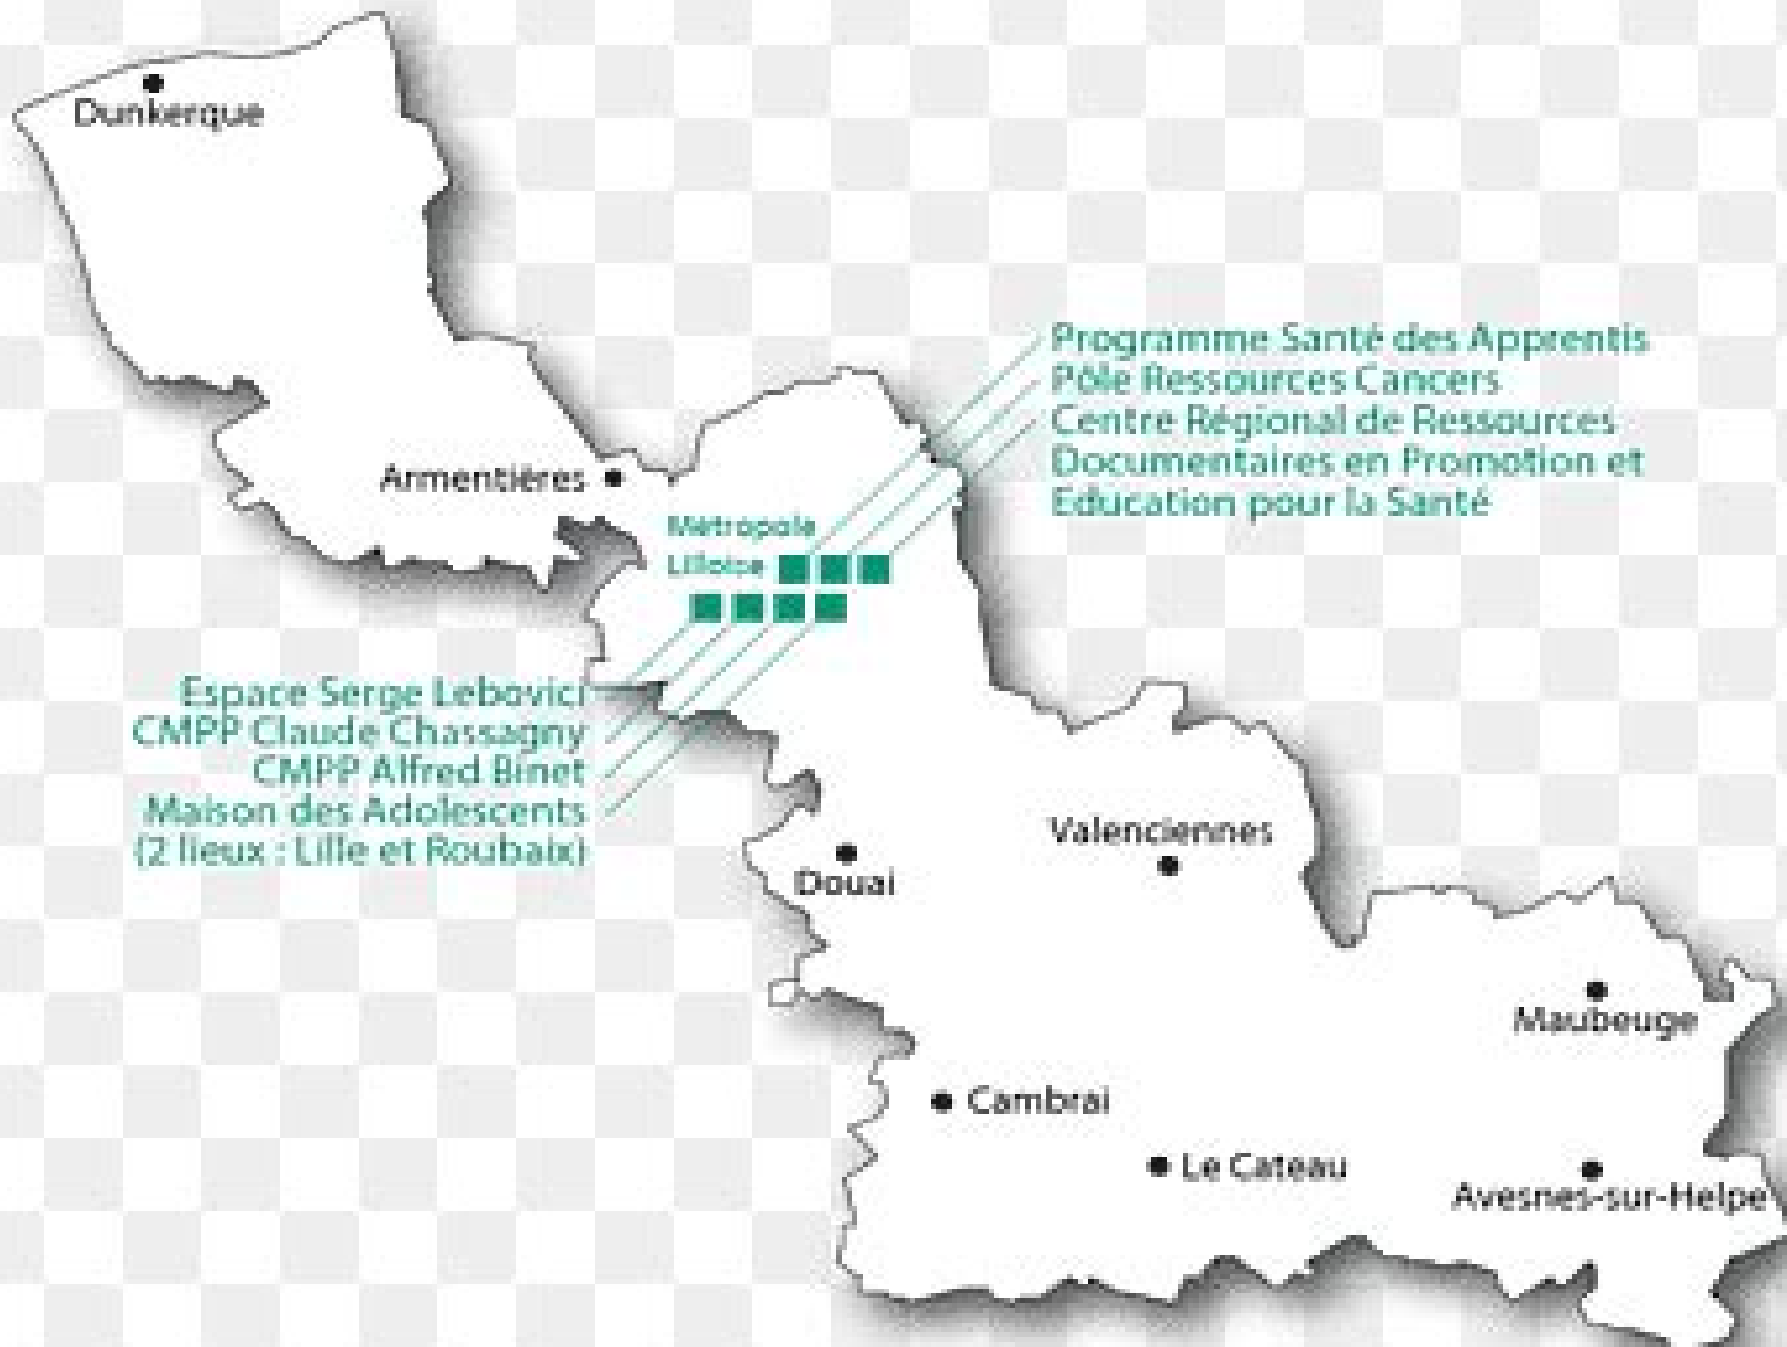 Dunkerque
Programme Santé des Apprentis
Pôle Ressources Cancers
Centre Régional de Ressources
Documentaires en Promotion et
Education pour la Santé
Armentières
Métropole
Lilloise
Espace Serge Lebovici
CMPP Claude Chassagny
CMPP Alfred Binet
Maison des Adolescents
(2 lieux : Lille et Roubaix)
Valenciennes
Douai
Maubeuge
Cambrai
Le Cateau
Avesnes-sur-Helpe